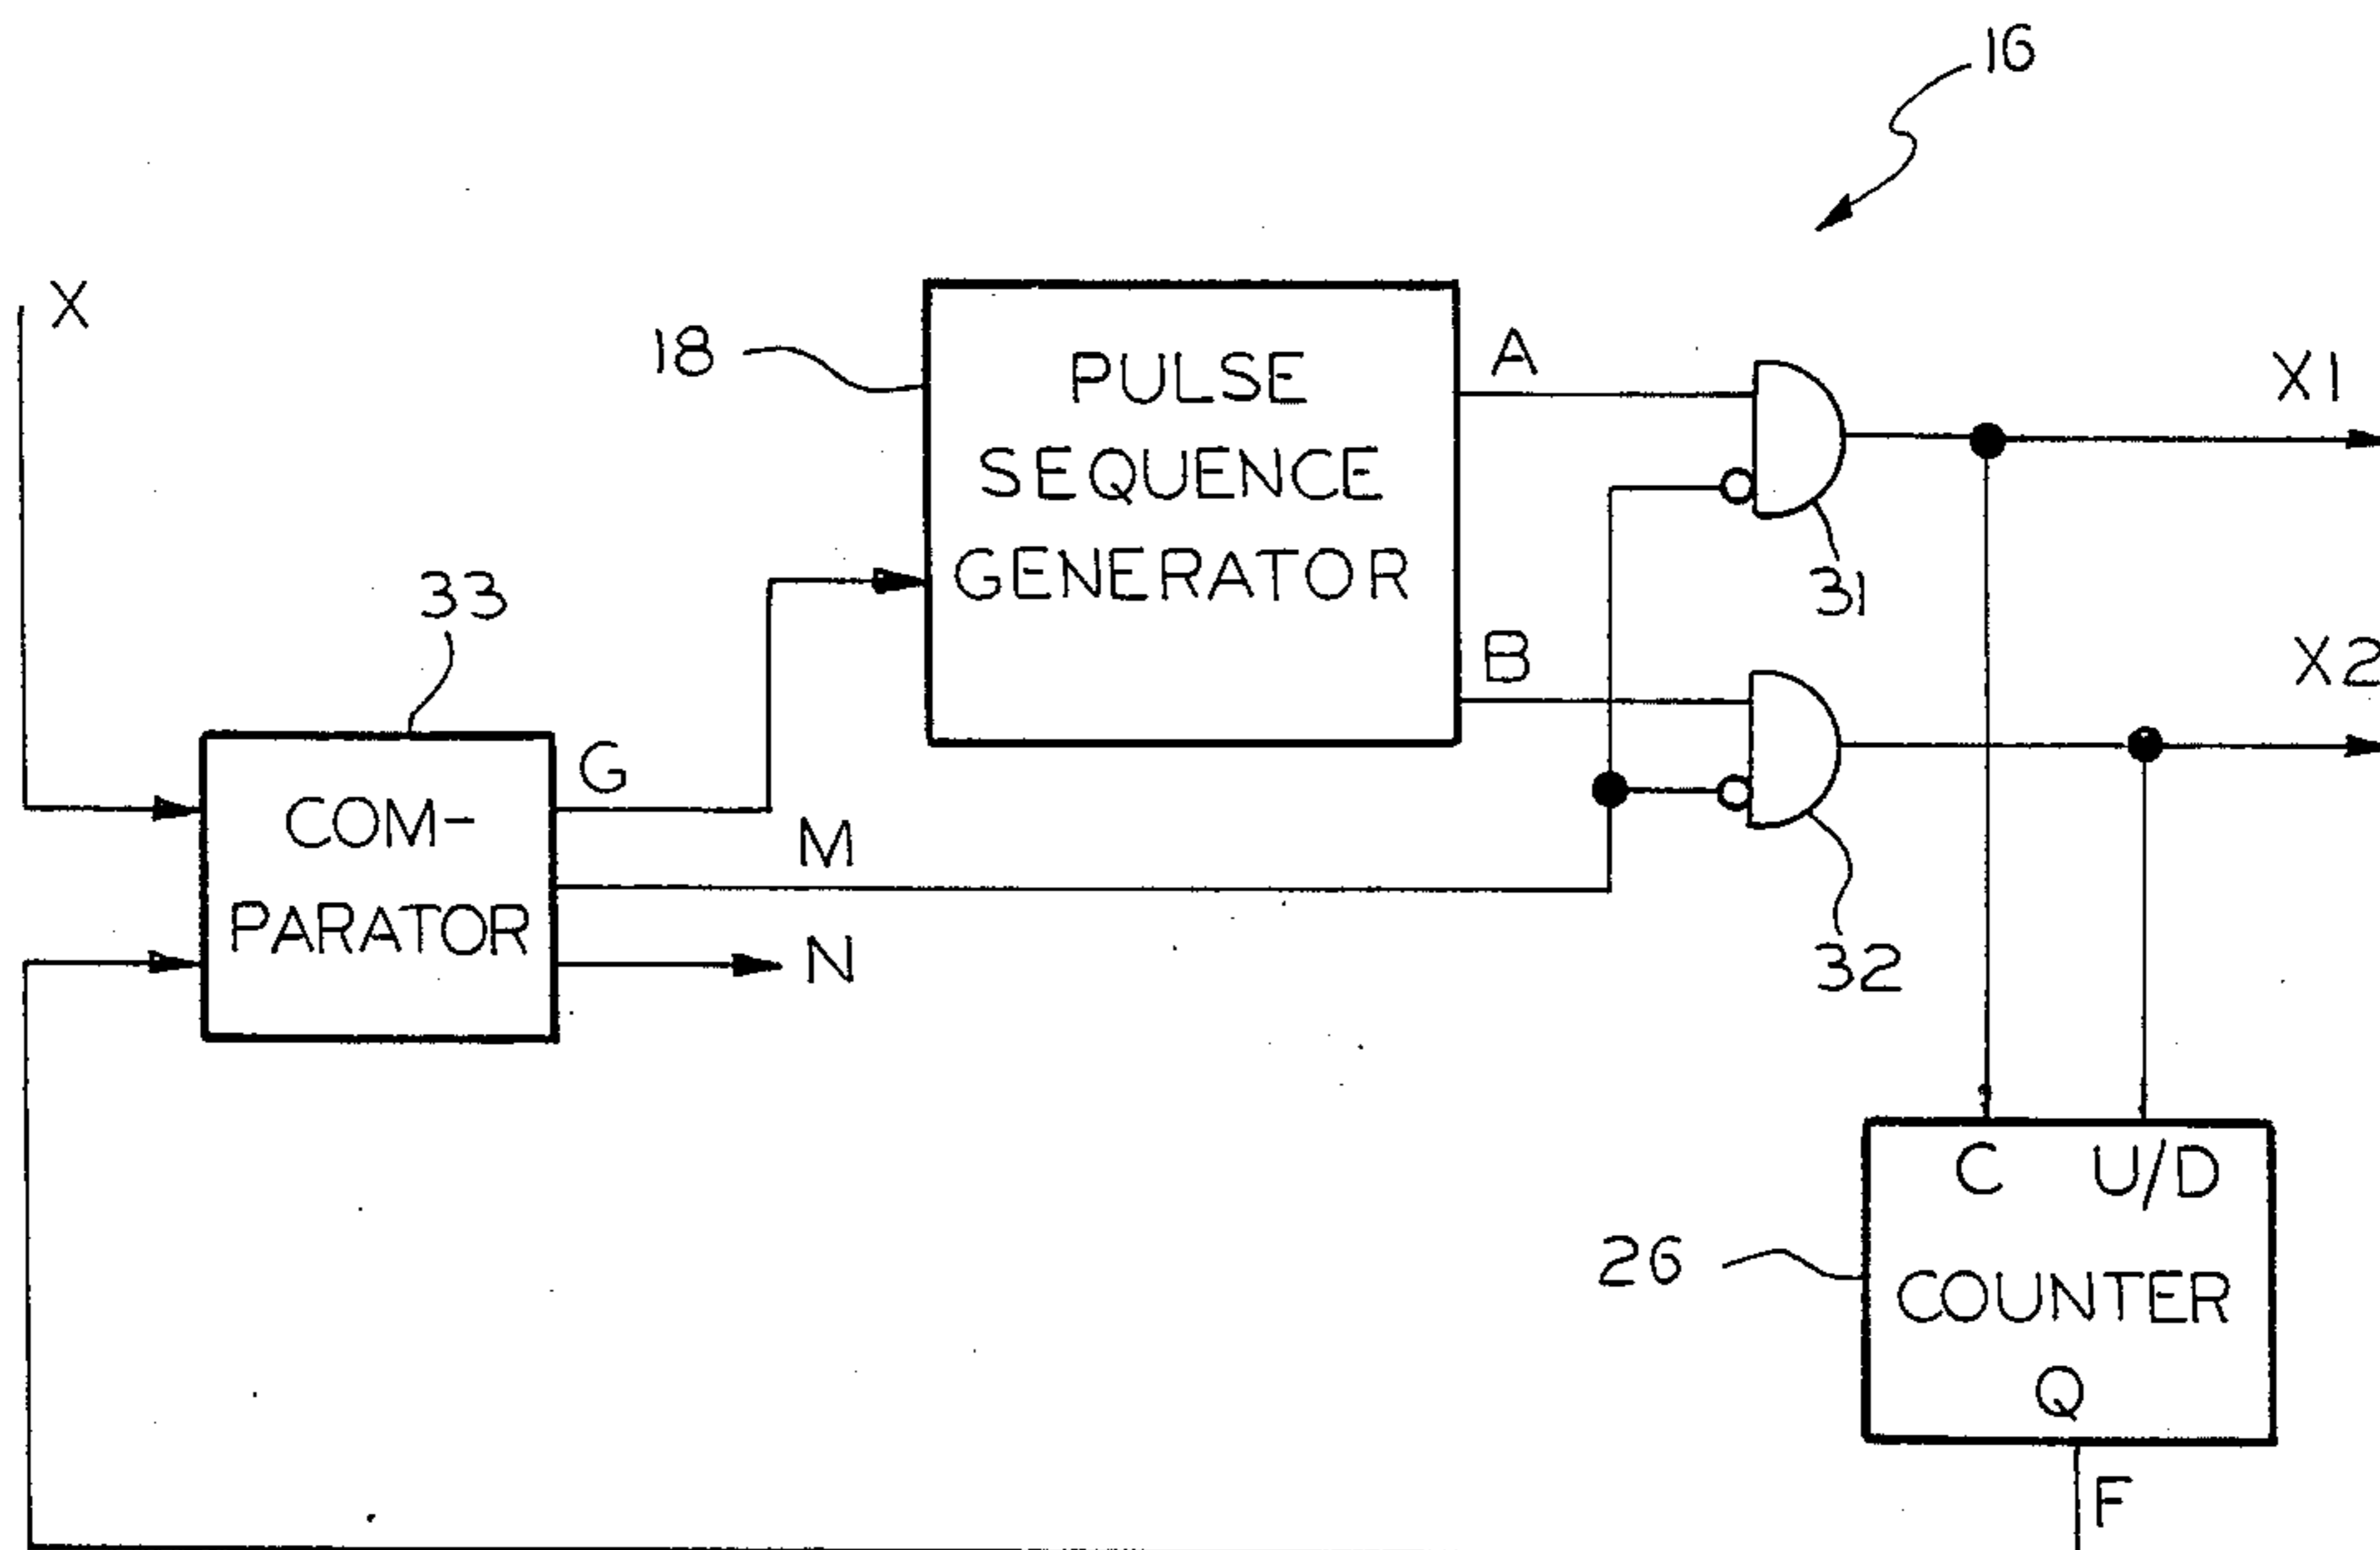 16
X
18
PULSE
SEQUENCE
GENERATOR
A
X1
33
31
B
X2
G
COM-
PARATOR
M
N
32
C U/D
26
COUNTER
Q
F